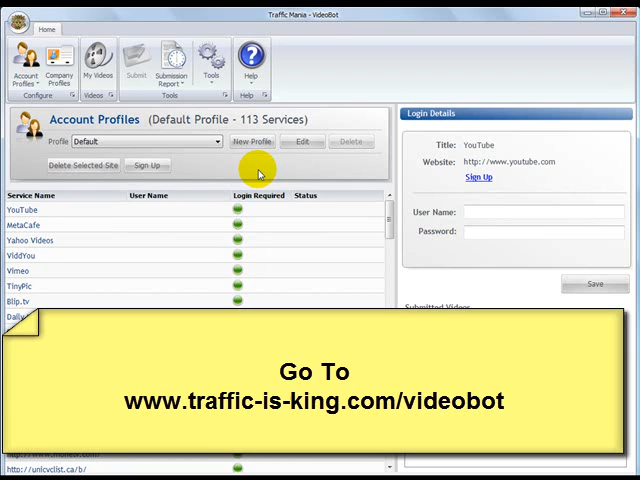 Traffic Mania - VideoBot
Home
Account Profiles
Company Profiles
My Videos
Submit
Submission Report
Tools
Help
Configure
Videos
Tools
Help
Account Profiles (Default Profile - 113 Services)
Profile Default
New Profile
Edit
Delete
Delete Selected Site
Sign Up
Service Name User Name Login Required Status
YouTube
MetaCafe
Yahoo Videos
ViddYou
Vimeo
TinyPic
Blip.tv
Daily
Login Details
Title: YouTube
Website: http://www.youtube.com
Sign Up
User Name:
Password:
Save
Submitted Videos
Go To
www.traffic-is-king.com/videobot